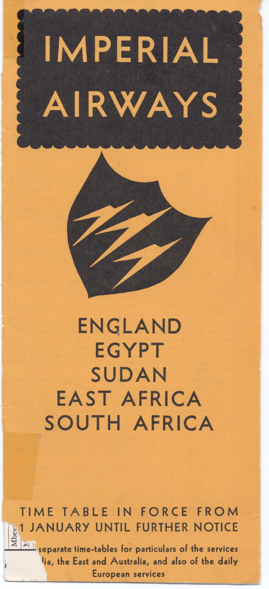 IMPERIAL
AIRWAYS
ENGLAND
EGYPT
SUDAN
EAST AFRICA
SOUTH AFRICA
TIME TABLE IN FORCE FROM
1 JANUARY UNTIL FURTHER NOTICE
separate time-tables for particulars of the services
the East and Australia, and also of the daily
European services